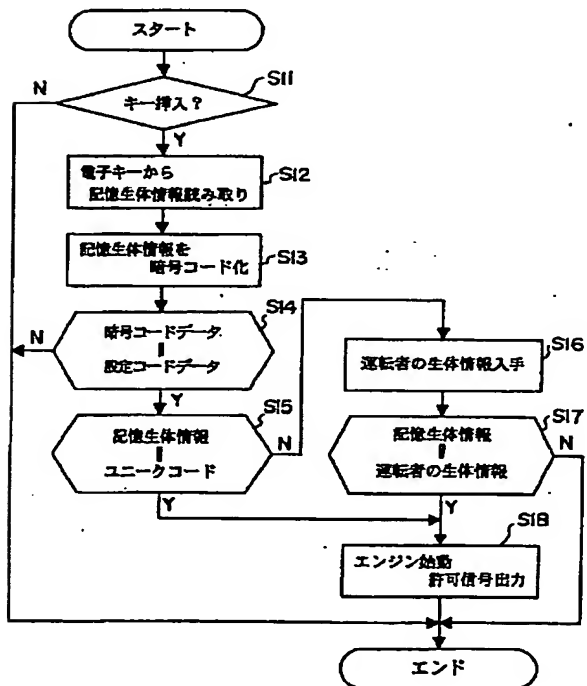 スタート
S11
N
キー挿入?
Y
電子キーから
記憶生体情報読み取り
S12
記憶生体情報を
暗号コード化
S13
S14
N
暗号コードデータ
||
設定コードデータ
Y
S15
記憶生体情報
||
ユニークコード
N
Y
S16
運転者の生体情報入手
S17
記憶生体情報
||
運転者の生体情報
N
Y
S18
エンジン始動
許可信号出力
エンド